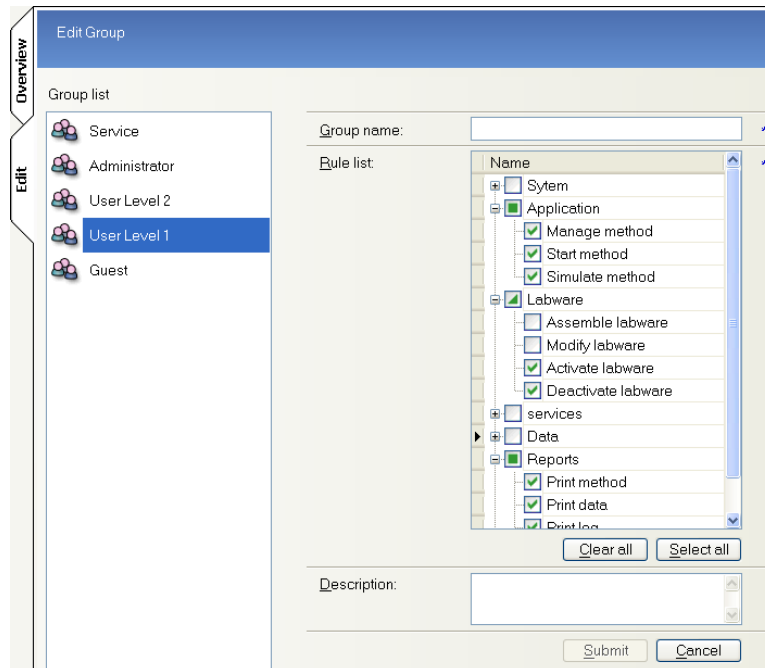 Edit Group
Overview
Edit
Group list
Service
Administrator
User Level 2
User Level 1
Guest
Group name:
Rule list:
Name
Sytem
Application
Manage method
Start method
Simulate method
Labware
Assemble labware
Modify labware
Activate labware
Deactivate labware
services
Data
Reports
Print method
Print data
Print log
Clear all Select all
Description:
Submit Cancel